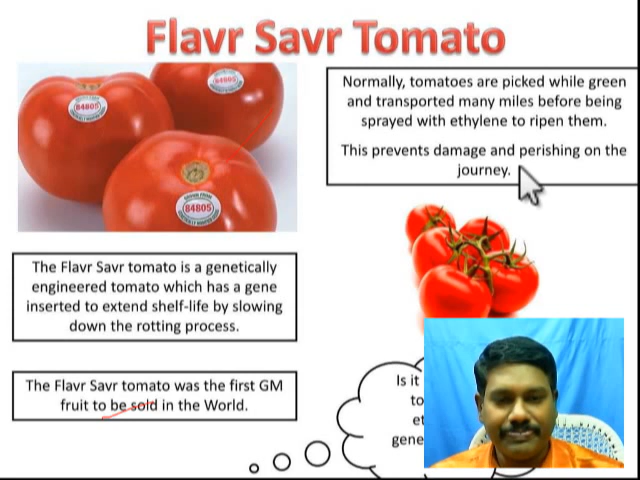 Flavr Savr Tomato
84805
84805
84805
Normally, tomatoes are picked while green
and transported many miles before being
sprayed with ethylene to ripen them.
This prevents damage and perishing on the
journey.
The Flavr Savr tomato is a genetically
engineered tomato which has a gene
inserted to extend shelf-life by slowing
down the rotting process.
The Flavr Savr tomato was the first GM
fruit to be sold in the World.
Is it
to
et
gene